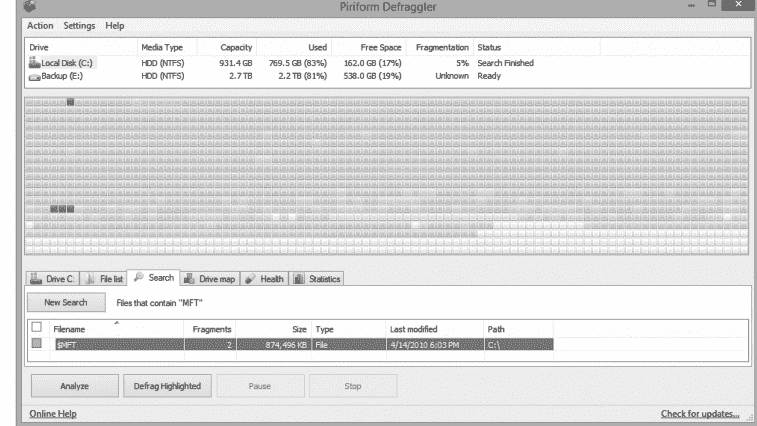 Piriform Defraggler
Action Settings Help
Drive Media Type Capacity Used Free Space Fragmentation Status
Local Disk (C:) HDD (NTFS) 931.4 GB 769.5 GB (83%) 162.0 GB (17%) 5% Search Finished
Backup (E:) HDD (NTFS) 2.7 TB 2.2 TB (81%) 538.0 GB (19%) Unknown Ready
Drive C: File list Search Drive map Health Statistics
New Search Files that contain "MFT"
Filename Fragments Size Type Last modified Path
$MFT 2 874,496 KB File 4/14/2010 6:03 PM C:\
Analyze Defrag Highlighted Pause Stop
Online Help Check for updates...